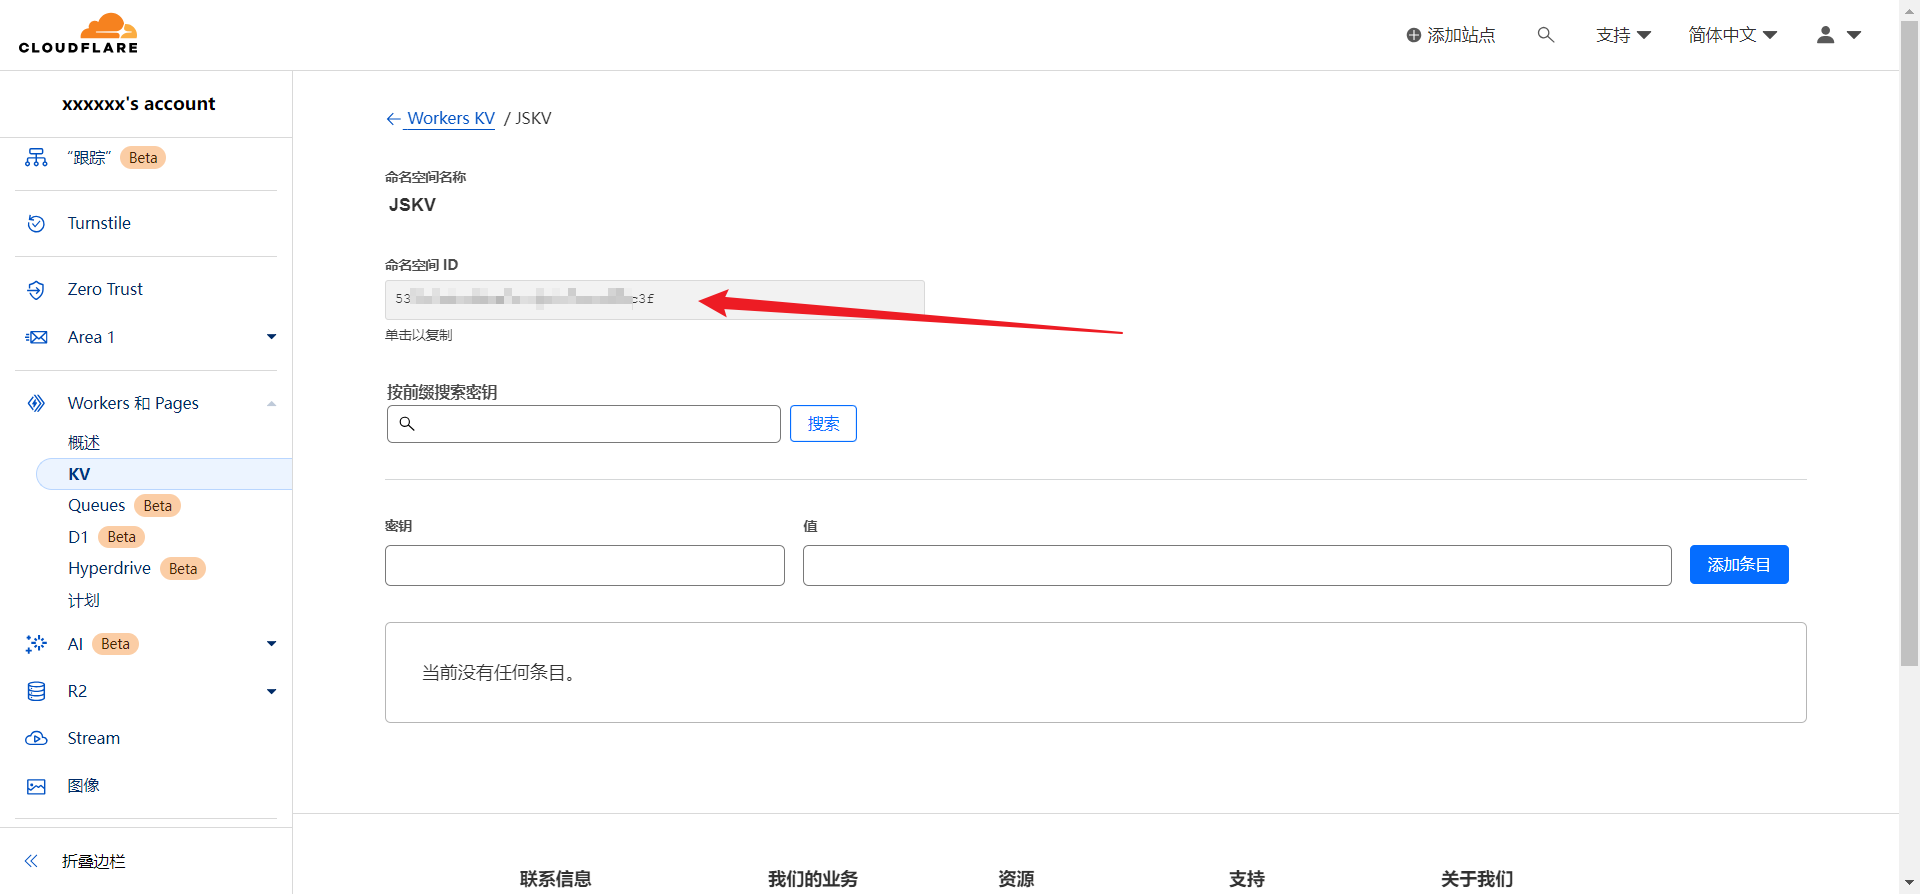 CLOUDFLARE
添加站点
支持
简体中文
xxxxxx's account
“跟踪” Beta
Turnstile
Zero Trust
Area 1
Workers 和 Pages
概述
KV
Queues Beta
D1 Beta
Hyperdrive Beta
计划
AI Beta
R2
Stream
图像
折叠边栏
← Workers KV / JSKV
命名空间名称
JSKV
命名空间 ID
53 c3f
单击以复制
按前缀搜索密钥
搜索
密钥 值
添加条目
当前没有任何条目。
联系信息 我们的业务 资源 支持 关于我们